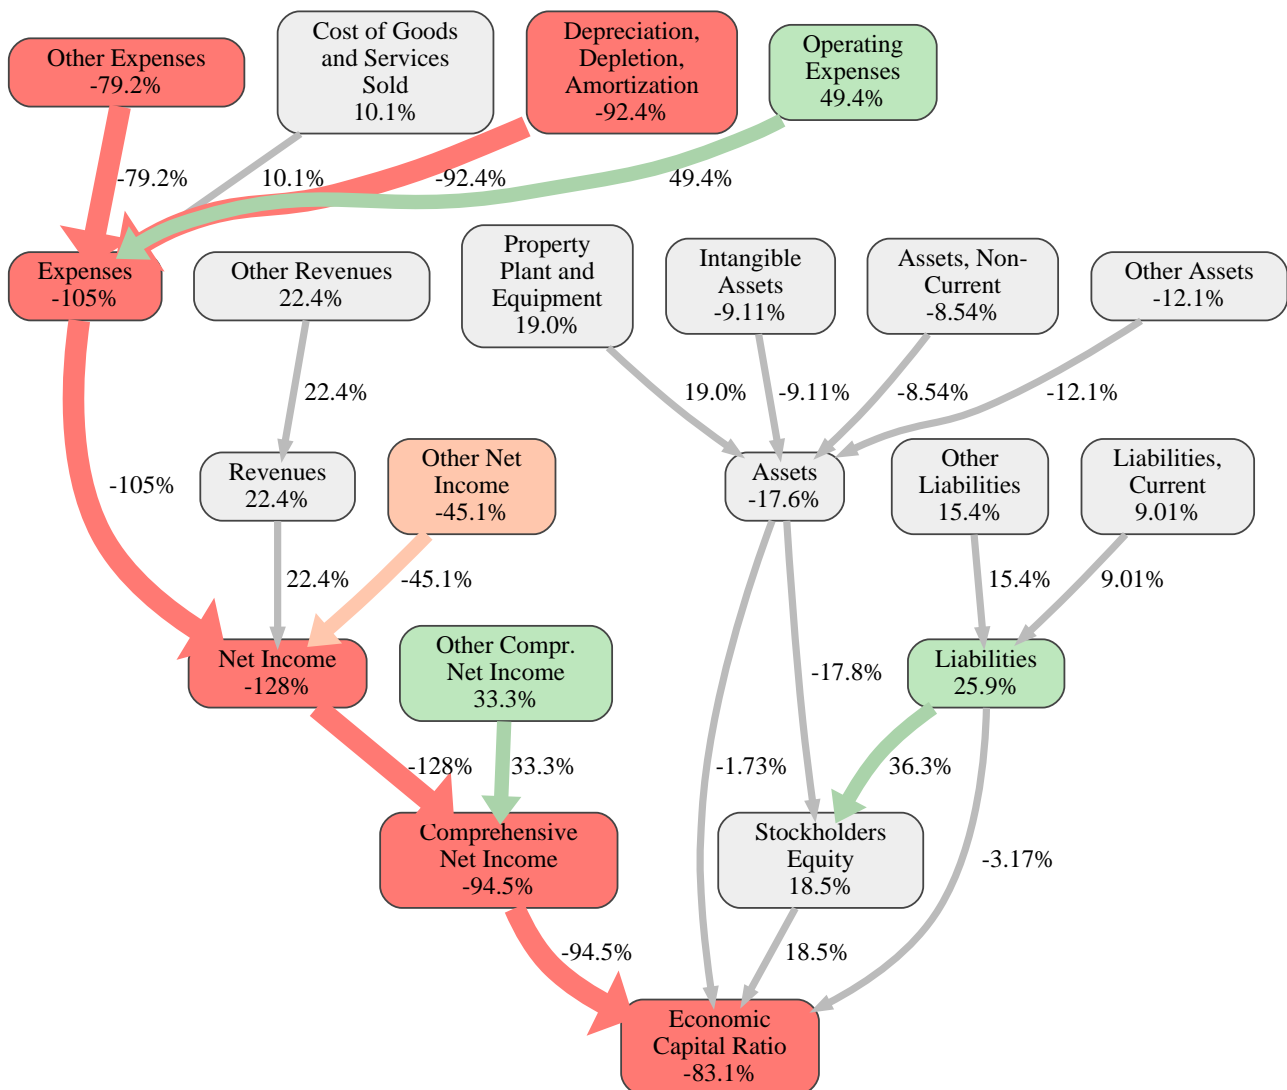 Other Expenses
-79.2%
Cost of Goods
and Services
Sold
10.1%
Depreciation,
Depletion,
Amortization
-92.4%
Operating
Expenses
49.4%
-79.2%
10.1%
-92.4%
49.4%
Expenses
-105%
Other Revenues
22.4%
Property
Plant and
Equipment
19.0%
Intangible
Assets
-9.11%
Assets, Non-
Current
-8.54%
Other Assets
-12.1%
22.4%
19.0%
-9.11%
-8.54%
-12.1%
-105%
Revenues
22.4%
Other Net
Income
-45.1%
Assets
-17.6%
Other
Liabilities
15.4%
Liabilities,
Current
9.01%
22.4%
-45.1%
15.4%
9.01%
Net Income
-128%
Other Compr.
Net Income
33.3%
-17.8%
Liabilities
25.9%
-128%
33.3%
-1.73%
36.3%
Comprehensive
Net Income
-94.5%
Stockholders
Equity
18.5%
-3.17%
-94.5%
18.5%
Economic
Capital Ratio
-83.1%